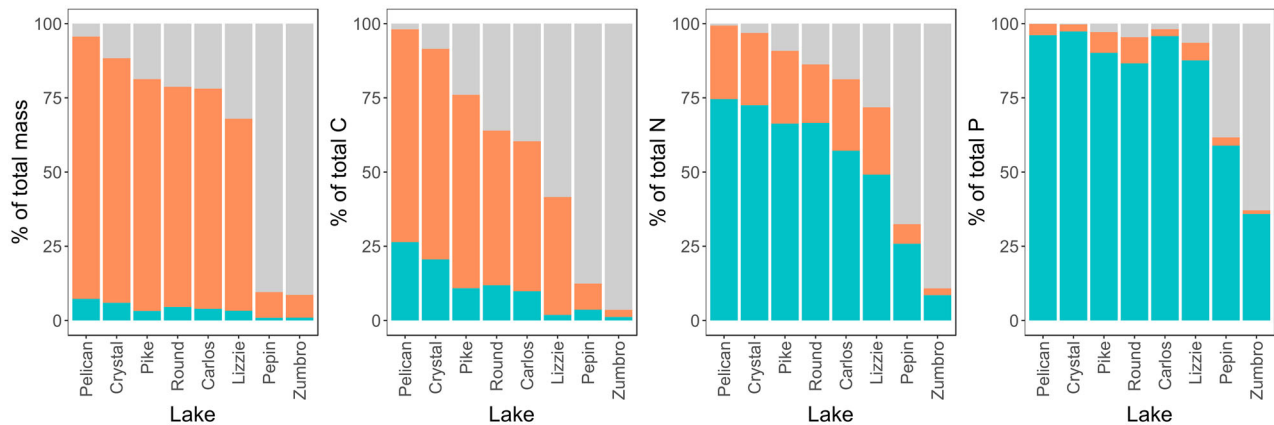 % of total mass
100
75
50
25
0
Pelican
Crystal
Pike
Round
Carlos
Lizzie
Pepin
Zumbro
Lake
% of total C
100
75
50
25
0
Pelican
Crystal
Pike
Round
Carlos
Lizzie
Pepin
Zumbro
Lake
% of total N
100
75
50
25
0
Pelican
Crystal
Pike
Round
Carlos
Lizzie
Pepin
Zumbro
Lake
% of total P
100
75
50
25
0
Pelican
Crystal
Pike
Round
Carlos
Lizzie
Pepin
Zumbro
Lake